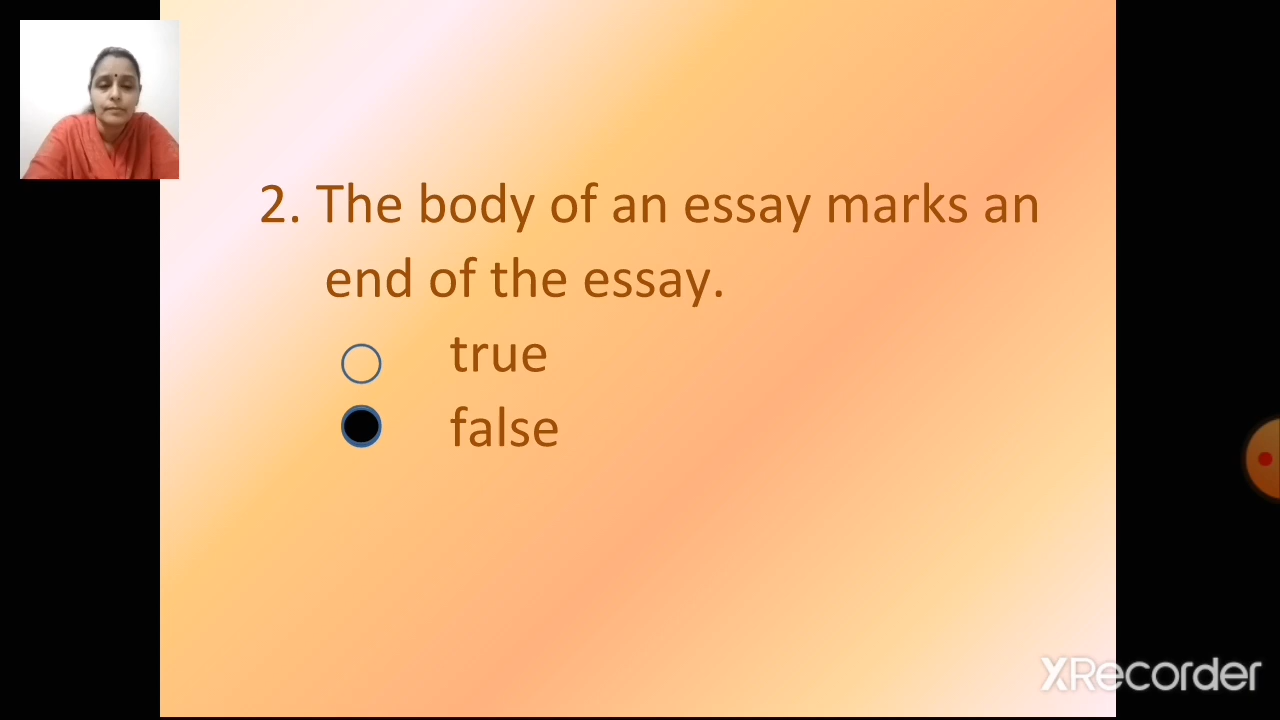 2. The body of an essay marks an
end of the essay.
true
false
XRecorder